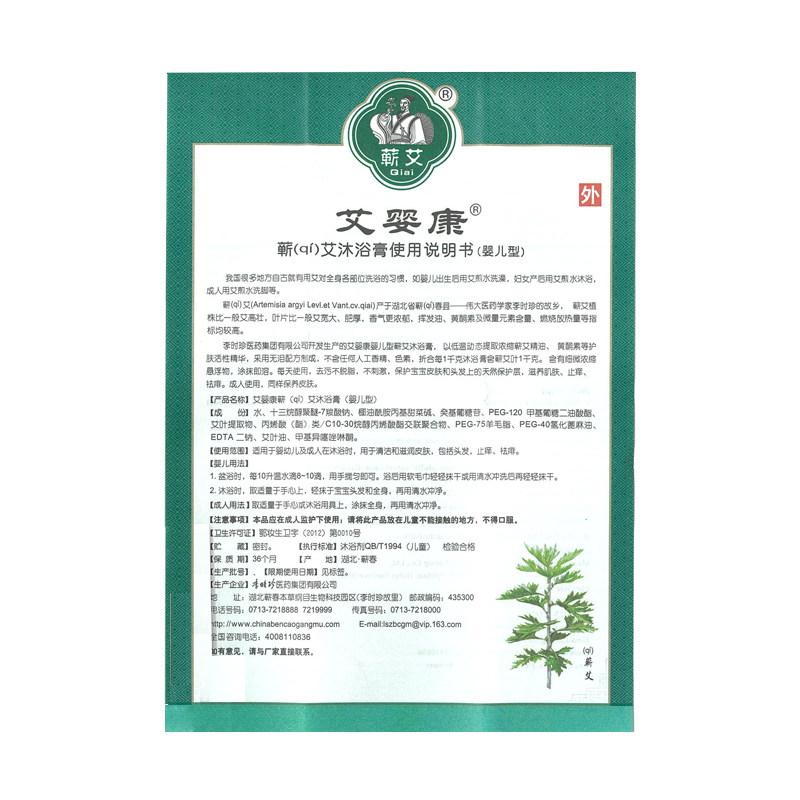 ®
蕲艾
Qiai
外
艾婴康®
蕲(qí)艾沐浴膏使用说明书(婴儿型)
我国很多地方自古就有用艾对全身各部位洗浴的习惯，如婴儿出生后用艾煎水洗澡，妇女产后用艾煎水沐浴，
成人用艾煎水洗脚等。
蕲(qí)艾(Artemisia argyi Levl.et Vant.cv.qiai)产于湖北省蕲(qí)春县——伟大医药学家李时珍的故乡， 蕲艾植
株比一般艾高壮，叶片比一般艾宽大、肥厚，香气更浓郁，挥发油、黄酮素及微量元素含量、燃烧放热量等指
标均较高。
李时珍医药集团有限公司开发生产的艾婴康婴儿型蕲艾沐浴膏， 以低温动态提取浓缩蕲艾精油、 黄酮素等护
肤活性精华，采用无泪配方制成，不含任何人工香精、色素，折合每1千克沐浴膏含蕲艾叶1千克。 含有细微浓缩
悬浮物，涂抹即溶。每天使用，去污不脱脂，不刺激，保护宝宝皮肤和头发上的天然保护层，滋养肌肤、止痒、
祛痱。成人使用，同样保养皮肤。
【产品名称】艾婴康蕲（qí）艾沐浴膏（婴儿型）
【成 份】水、十三烷醇聚醚-7羧酸钠、椰油酰胺丙基甜菜碱、癸基葡糖苷、PEG-120 甲基葡糖二油酸酯、
艾叶提取物、丙烯酸（酯）类/C10-30烷醇丙烯酸酯交联聚合物、PEG-75羊毛脂、PEG-40氢化蓖麻油、
EDTA 二钠、艾叶油、甲基异噻唑啉酮。
【使用范围】适用于婴幼儿及成人在沐浴时，用于清洁和滋润皮肤，包括头发，止痒、祛痱。
【婴儿用法】
1. 盆浴时，每10升温水滴8~10滴，用手搅匀即可。浴后用软毛巾轻轻抹干或用清水冲洗后再轻轻抹干。
2. 沐浴时，取适量于手心上，轻抹于宝宝头发和全身，再用清水冲净。
【成人用法】取适量于手心或沐浴用具上，涂抹全身，再用清水冲净。
【注意事项】本品应在成人监护下使用；请将此产品放在儿童不能接触的地方，不得口服。
【卫生许可证】鄂妆生卫字（2012）第0010号
【贮 藏】密封。 【执行标准】沐浴剂QB/T1994（儿童） 检验合格
【保 质 期】36个月 【产 地】湖北·蕲春
【生产批号】、【限期使用日期】见标签。
【生产企业】李时珍医药集团有限公司
地 址：湖北蕲春本草纲目生物科技园区(李时珍故里) 邮政编码：435300
电话号码：0713-7218888 7219999 传真号码：0713-7218000
http://www.chinabencaogangmu.com E-mail:lszbcgm@vip.163.com
全国咨询电话：4008110836
如有意见，请与厂家直接联系。
(qí)
蕲艾